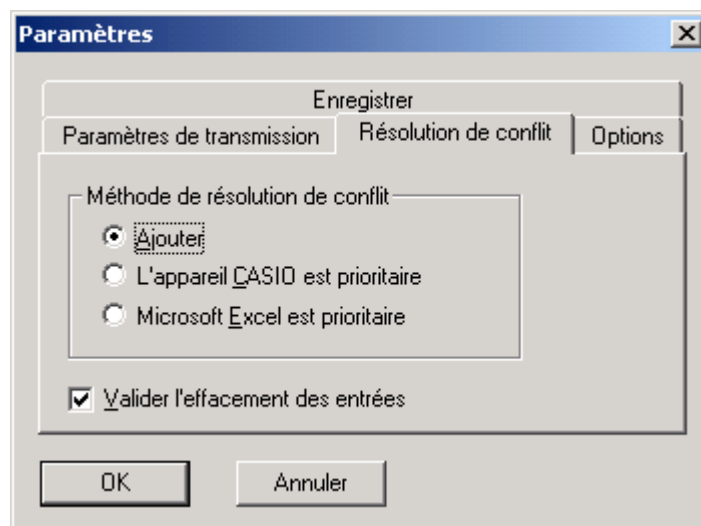 Paramètres
Enregistrer
Paramètres de transmission
Résolution de conflit
Options
Méthode de résolution de conflit
Ajouter
L'appareil CASIO est prioritaire
Microsoft Excel est prioritaire
Valider l'effacement des entrées
OK
Annuler